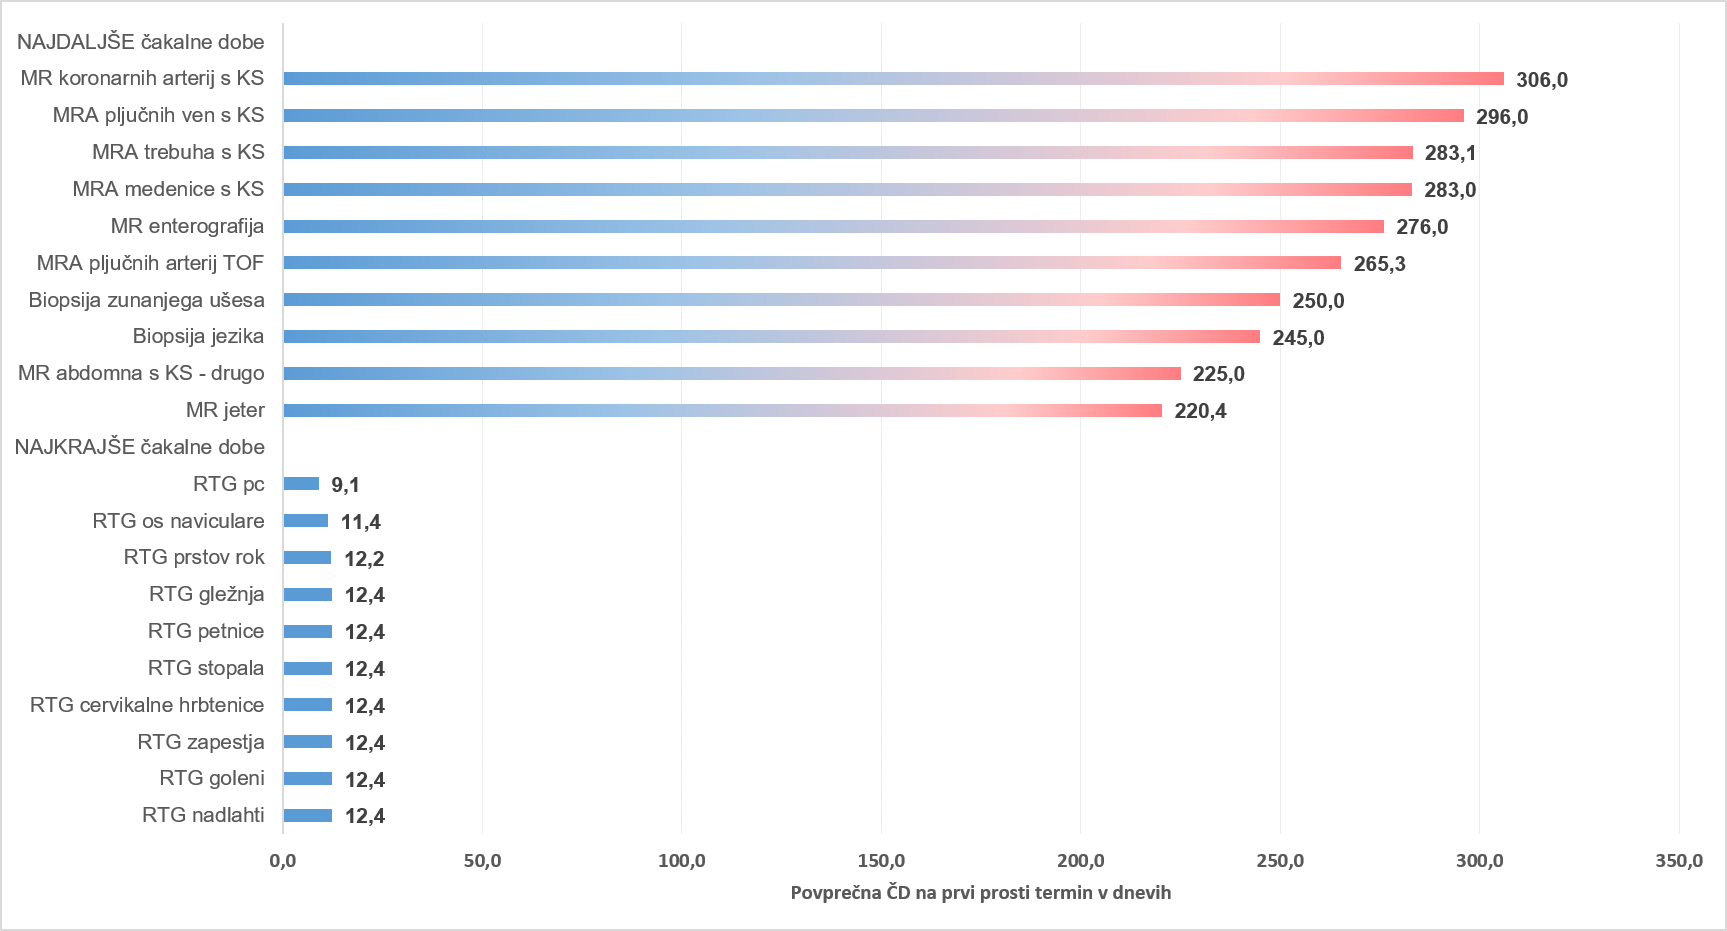 NAJDALJŠE čakalne dobe
MR koronarnih arterij s KS 306,0
MRA pljučnih ven s KS 296,0
MRA trebuha s KS 283,1
MRA medenice s KS 283,0
MR enterografija 276,0
MRA pljučnih arterij TOF 265,3
Biopsija zunanjega ušesa 250,0
Biopsija jezika 245,0
MR abdomna s KS - drugo 225,0
MR jeter 220,4
NAJKRAJŠE čakalne dobe
RTG pc 9,1
RTG os naviculare 11,4
RTG prstov rok 12,2
RTG gležnja 12,4
RTG petnice 12,4
RTG stopala 12,4
RTG cervikalne hrbtenice 12,4
RTG zapestja 12,4
RTG goleni 12,4
RTG nadlahti 12,4
0,0 50,0 100,0 150,0 200,0 250,0 300,0 350,0
Povprečna ČD na prvi prosti termin v dnevih